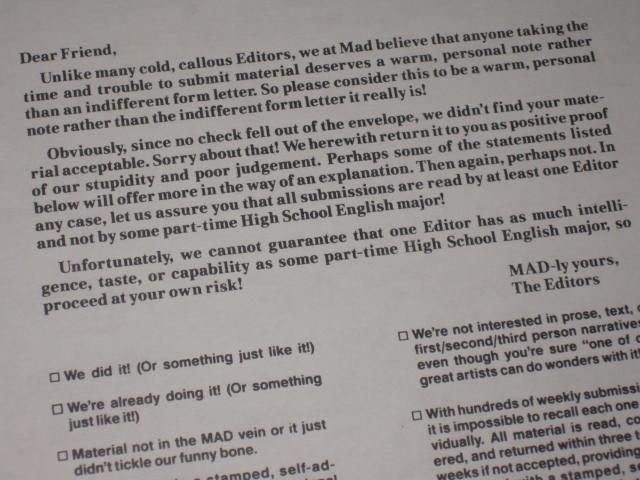 Dear Friend,
Unlike many cold, callous Editors, we at Mad believe that anyone taking the
time and trouble to submit material deserves a warm, personal note rather
than an indifferent form letter. So please consider this to be a warm, personal
note rather than the indifferent form letter it really is!
Obviously, since no check fell out of the envelope, we didn't find your mate-
rial acceptable. Sorry about that! We herewith return it to you as positive proof
of our stupidity and poor judgement. Perhaps some of the statements listed
below will offer more in the way of an explanation. Then again, perhaps not. In
any case, let us assure you that all submissions are read by at least one Editor
and not by some part-time High School English major!
Unfortunately, we cannot guarantee that one Editor has as much intelli-
gence, taste, or capability as some part-time High School English major, so
proceed at your own risk!
MAD-ly yours,
The Editors
We did it! (Or something just like it!)
We're already doing it! (Or something
just like it!)
Material not in the MAD vein or it just
didn't tickle our funny bone.
stamped, self-ad-
We're not interested in prose, text,
first/second/third person narratives
even though you're sure "one of
great artists can do wonders with it!
With hundreds of weekly
it is impossible to recall each one
vidually. All material is read,
ered, and returned within three
weeks if not accepted, providing
with a stamped,